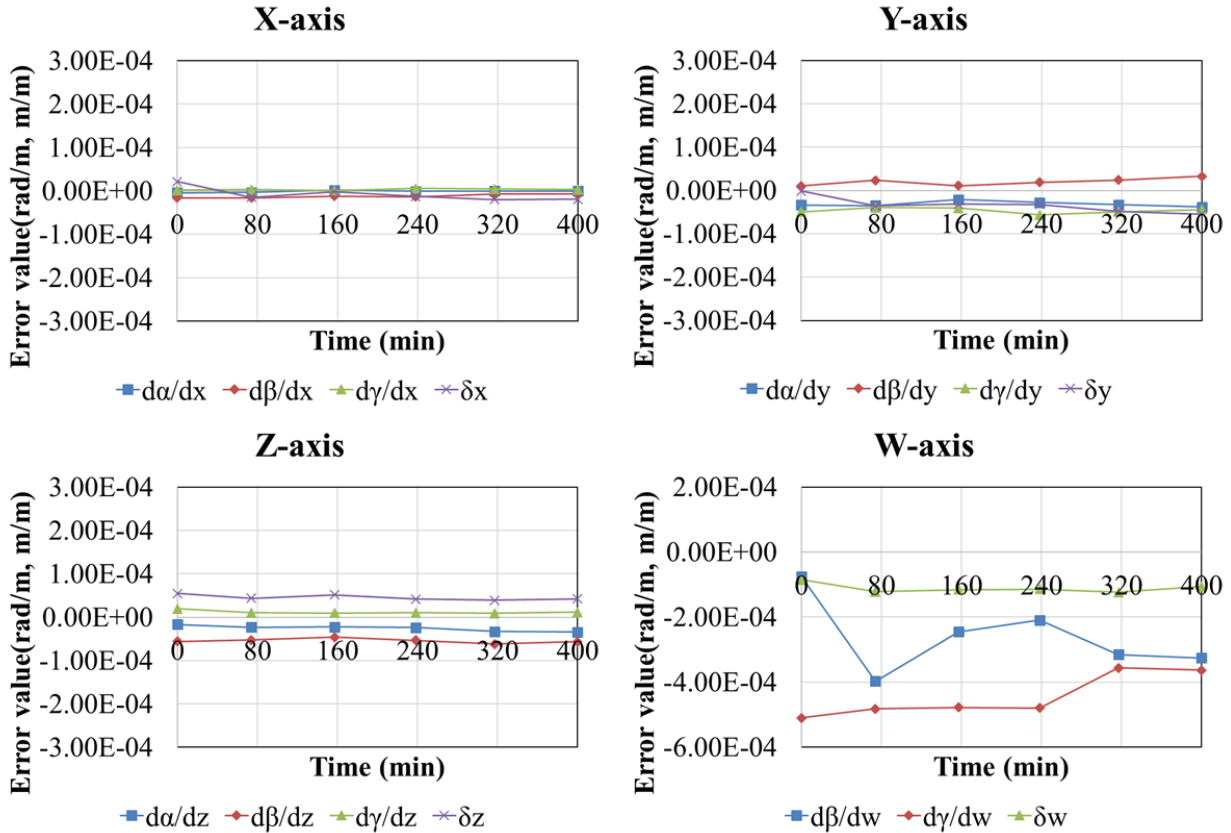 X-axis
Error value(rad/m, m/m)
3.00E-04
2.00E-04
1.00E-04
0.00E+00
-1.00E-04
-2.00E-04
-3.00E-04
0 80 160 240 320 400
Time (min)
dα/dx dβ/dx dγ/dx δx
Y-axis
Error value(rad/m, m/m)
3.00E-04
2.00E-04
1.00E-04
0.00E+00
-1.00E-04
-2.00E-04
-3.00E-04
0 80 160 240 320 400
Time (min)
dα/dy dβ/dy dγ/dy δy
Z-axis
Error value(rad/m, m/m)
3.00E-04
2.00E-04
1.00E-04
0.00E+00
-1.00E-04
-2.00E-04
-3.00E-04
0 80 160 240 320 400
Time (min)
dα/dz dβ/dz dγ/dz δz
W-axis
Error value(rad/m, m/m)
2.00E-04
0.00E+00
-2.00E-04
-4.00E-04
-6.00E-04
0 80 160 240 320 400
Time (min)
dβ/dw dγ/dw δw